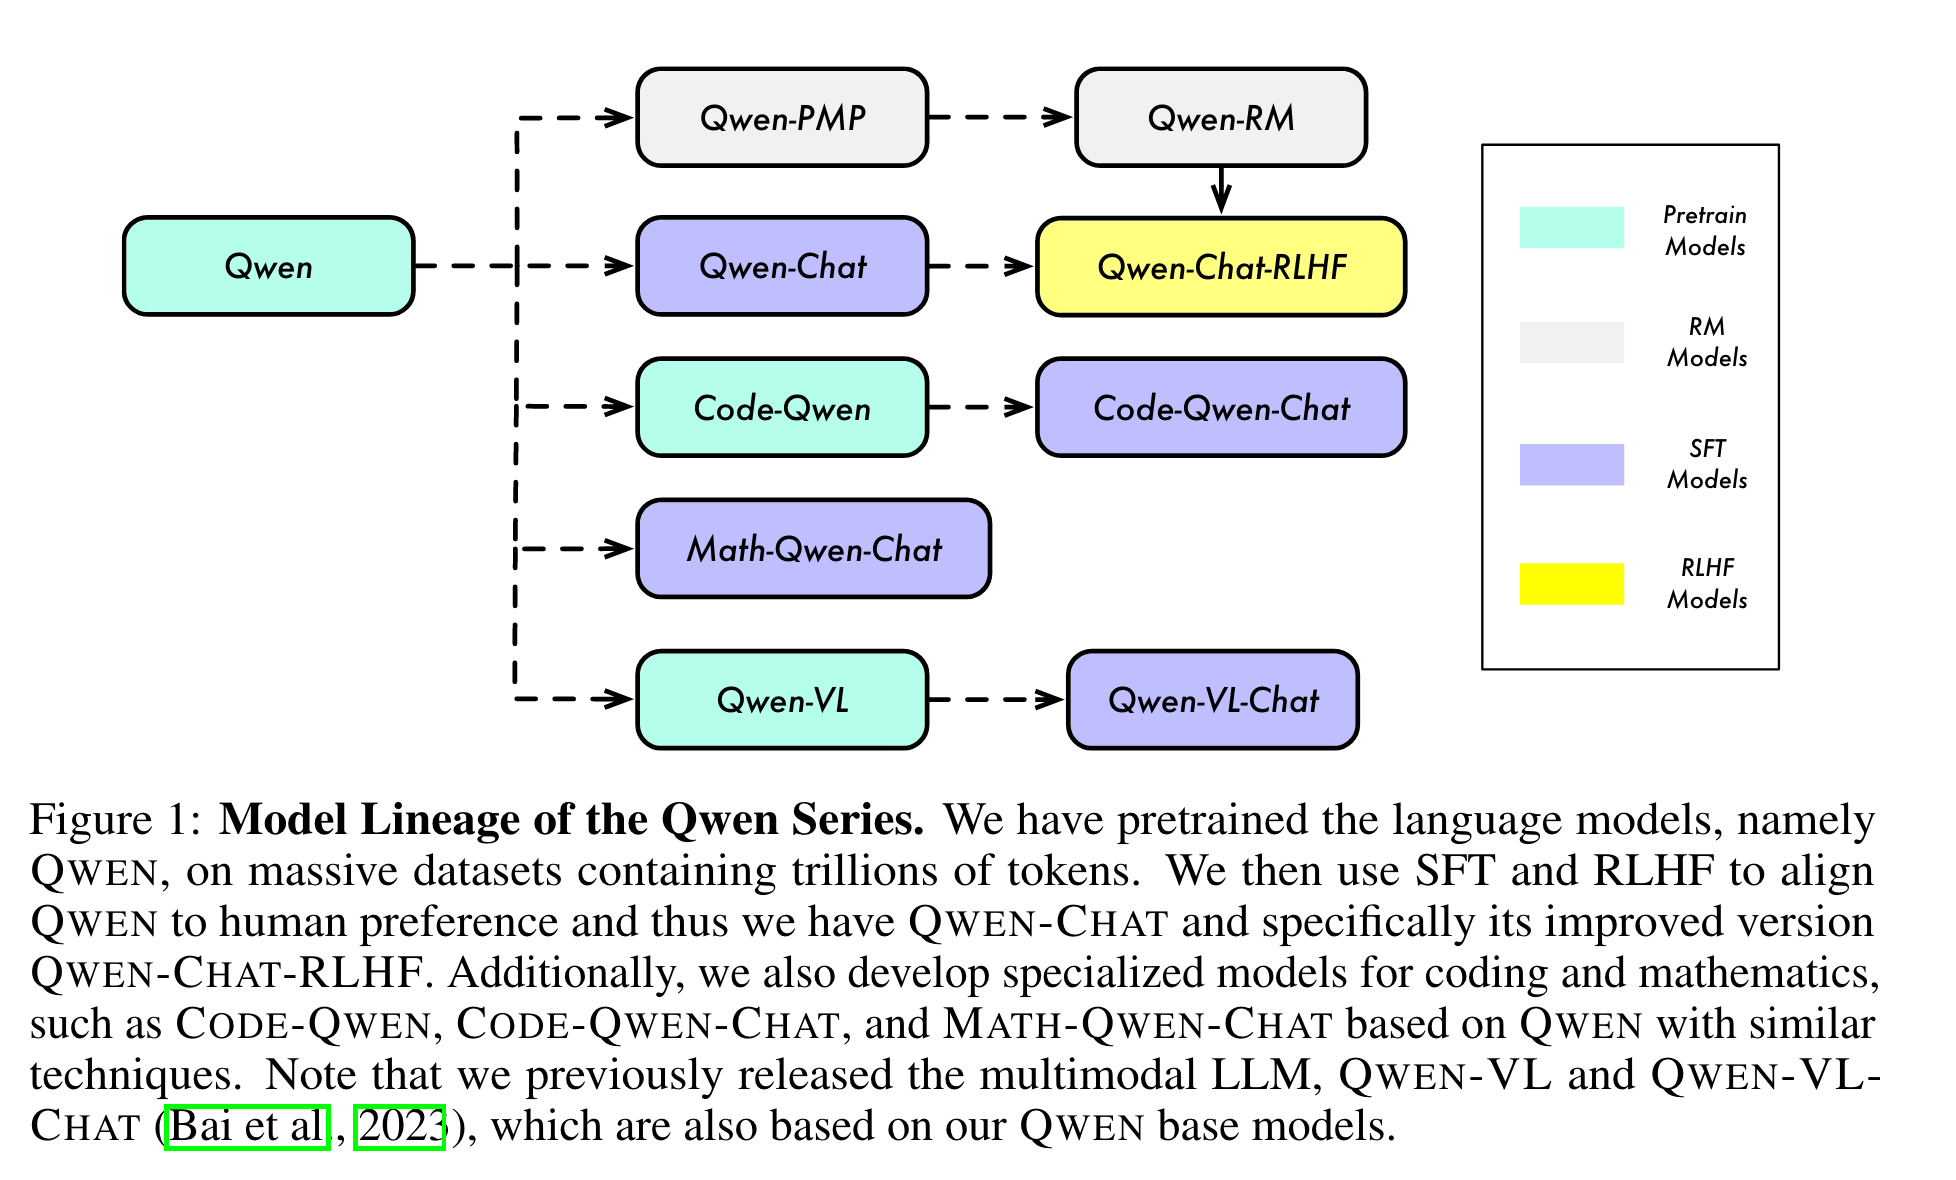 Qwen-PMP
Qwen-RM
Qwen
Qwen-Chat
Qwen-Chat-RLHF
Code-Qwen
Code-Qwen-Chat
Math-Qwen-Chat
Qwen-VL
Qwen-VL-Chat
Pretrain
Models
RM
Models
SFT
Models
RLHF
Models
Figure 1: Model Lineage of the Qwen Series. We have pretrained the language models, namely
QWEN, on massive datasets containing trillions of tokens. We then use SFT and RLHF to align
QWEN to human preference and thus we have QWEN-CHAT and specifically its improved version
QWEN-CHAT-RLHF. Additionally, we also develop specialized models for coding and mathematics,
such as CODE-QWEN, CODE-QWEN-CHAT, and MATH-QWEN-CHAT based on QWEN with similar
techniques. Note that we previously released the multimodal LLM, QWEN-VL and QWEN-VL-
CHAT (Bai et al., 2023), which are also based on our QWEN base models.